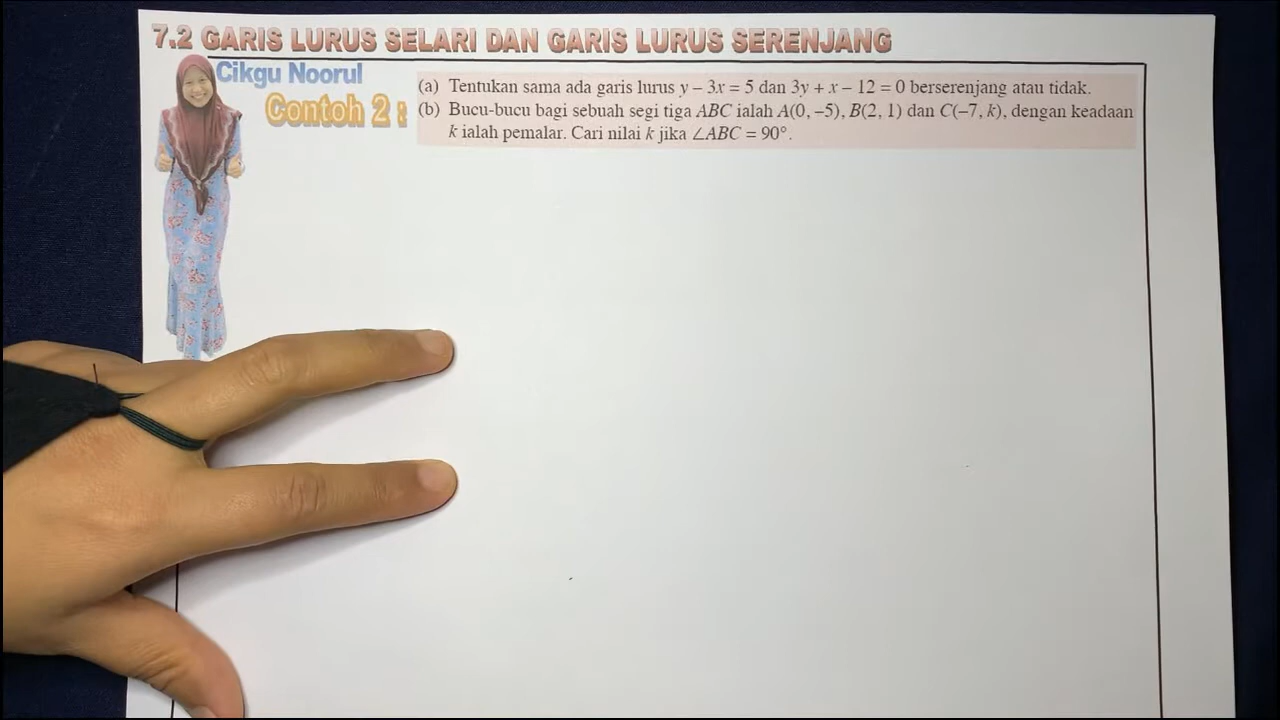 7.2 GARIS LURUS SELARI DAN GARIS LURUS SERENJANG
Cikgu Noorul
Contoh 2 :
(a) Tentukan sama ada garis lurus y – 3x = 5 dan 3y + x – 12 = 0 berserenjang atau tidak.
(b) Bucu-bucu bagi sebuah segi tiga ABC ialah A(0, –5), B(2, 1) dan C(–7, k), dengan keadaan
k ialah pemalar. Cari nilai k jika ∠ABC = 90°.